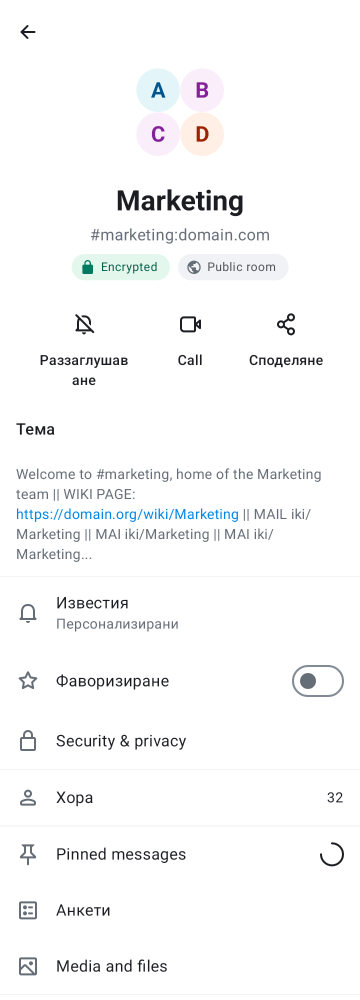 A B
C D
Marketing
#marketing:domain.com
Encrypted Public room
Раззаглушав
ане
Call
Споделяне
Тема
Welcome to #marketing, home of the Marketing
team || WIKI PAGE:
https://domain.org/wiki/Marketing || MAIL iki/
Marketing || MAI iki/Marketing || MAI iki/
Marketing...
Известия
Персонализирани
Фаворизиране
Security & privacy
Хора 32
Pinned messages
Анкети
Media and files